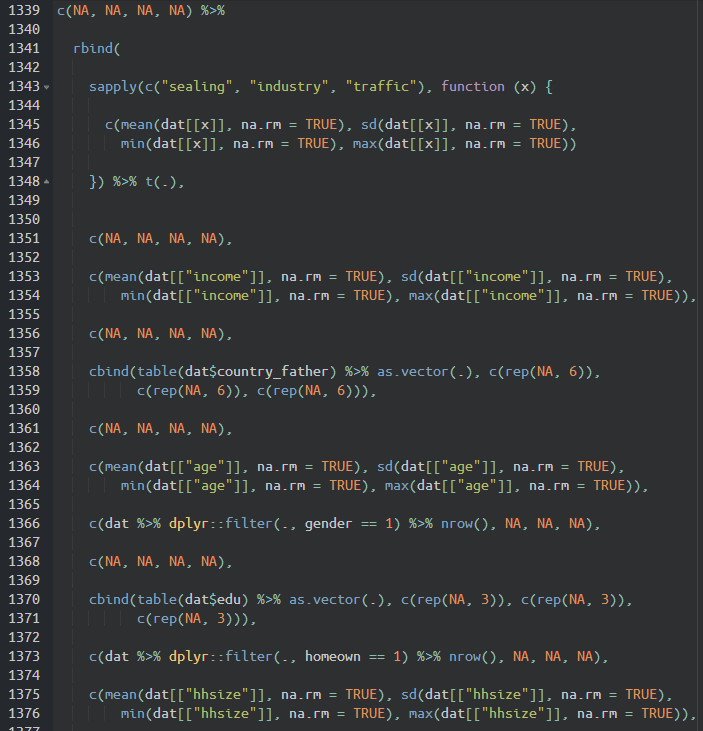 1339 c(NA, NA, NA, NA) %>%
1340
1341   rbind(
1342
1343     sapply(c("sealing", "industry", "traffic"), function (x) {
1344
1345       c(mean(dat[[x]], na.rm = TRUE), sd(dat[[x]], na.rm = TRUE),
1346         min(dat[[x]], na.rm = TRUE), max(dat[[x]], na.rm = TRUE))
1347
1348     }) %>% t(.),
1349
1350
1351     c(NA, NA, NA, NA),
1352
1353     c(mean(dat[["income"]], na.rm = TRUE), sd(dat[["income"]], na.rm = TRUE),
1354         min(dat[["income"]], na.rm = TRUE), max(dat[["income"]], na.rm = TRUE)),
1355
1356     c(NA, NA, NA, NA),
1357
1358     cbind(table(dat$country_father) %>% as.vector(.), c(rep(NA, 6)),
1359           c(rep(NA, 6)), c(rep(NA, 6))),
1360
1361     c(NA, NA, NA, NA),
1362
1363     c(mean(dat[["age"]], na.rm = TRUE), sd(dat[["age"]], na.rm = TRUE),
1364         min(dat[["age"]], na.rm = TRUE), max(dat[["age"]], na.rm = TRUE)),
1365
1366     c(dat %>% dplyr::filter(., gender == 1) %>% nrow(), NA, NA, NA),
1367
1368     c(NA, NA, NA, NA),
1369
1370     cbind(table(dat$edu) %>% as.vector(.), c(rep(NA, 3)), c(rep(NA, 3)),
1371           c(rep(NA, 3))),
1372
1373     c(dat %>% dplyr::filter(., homeown == 1) %>% nrow(), NA, NA, NA),
1374
1375     c(mean(dat[["hhsize"]], na.rm = TRUE), sd(dat[["hhsize"]], na.rm = TRUE),
1376         min(dat[["hhsize"]], na.rm = TRUE), max(dat[["hhsize"]], na.rm = TRUE)),